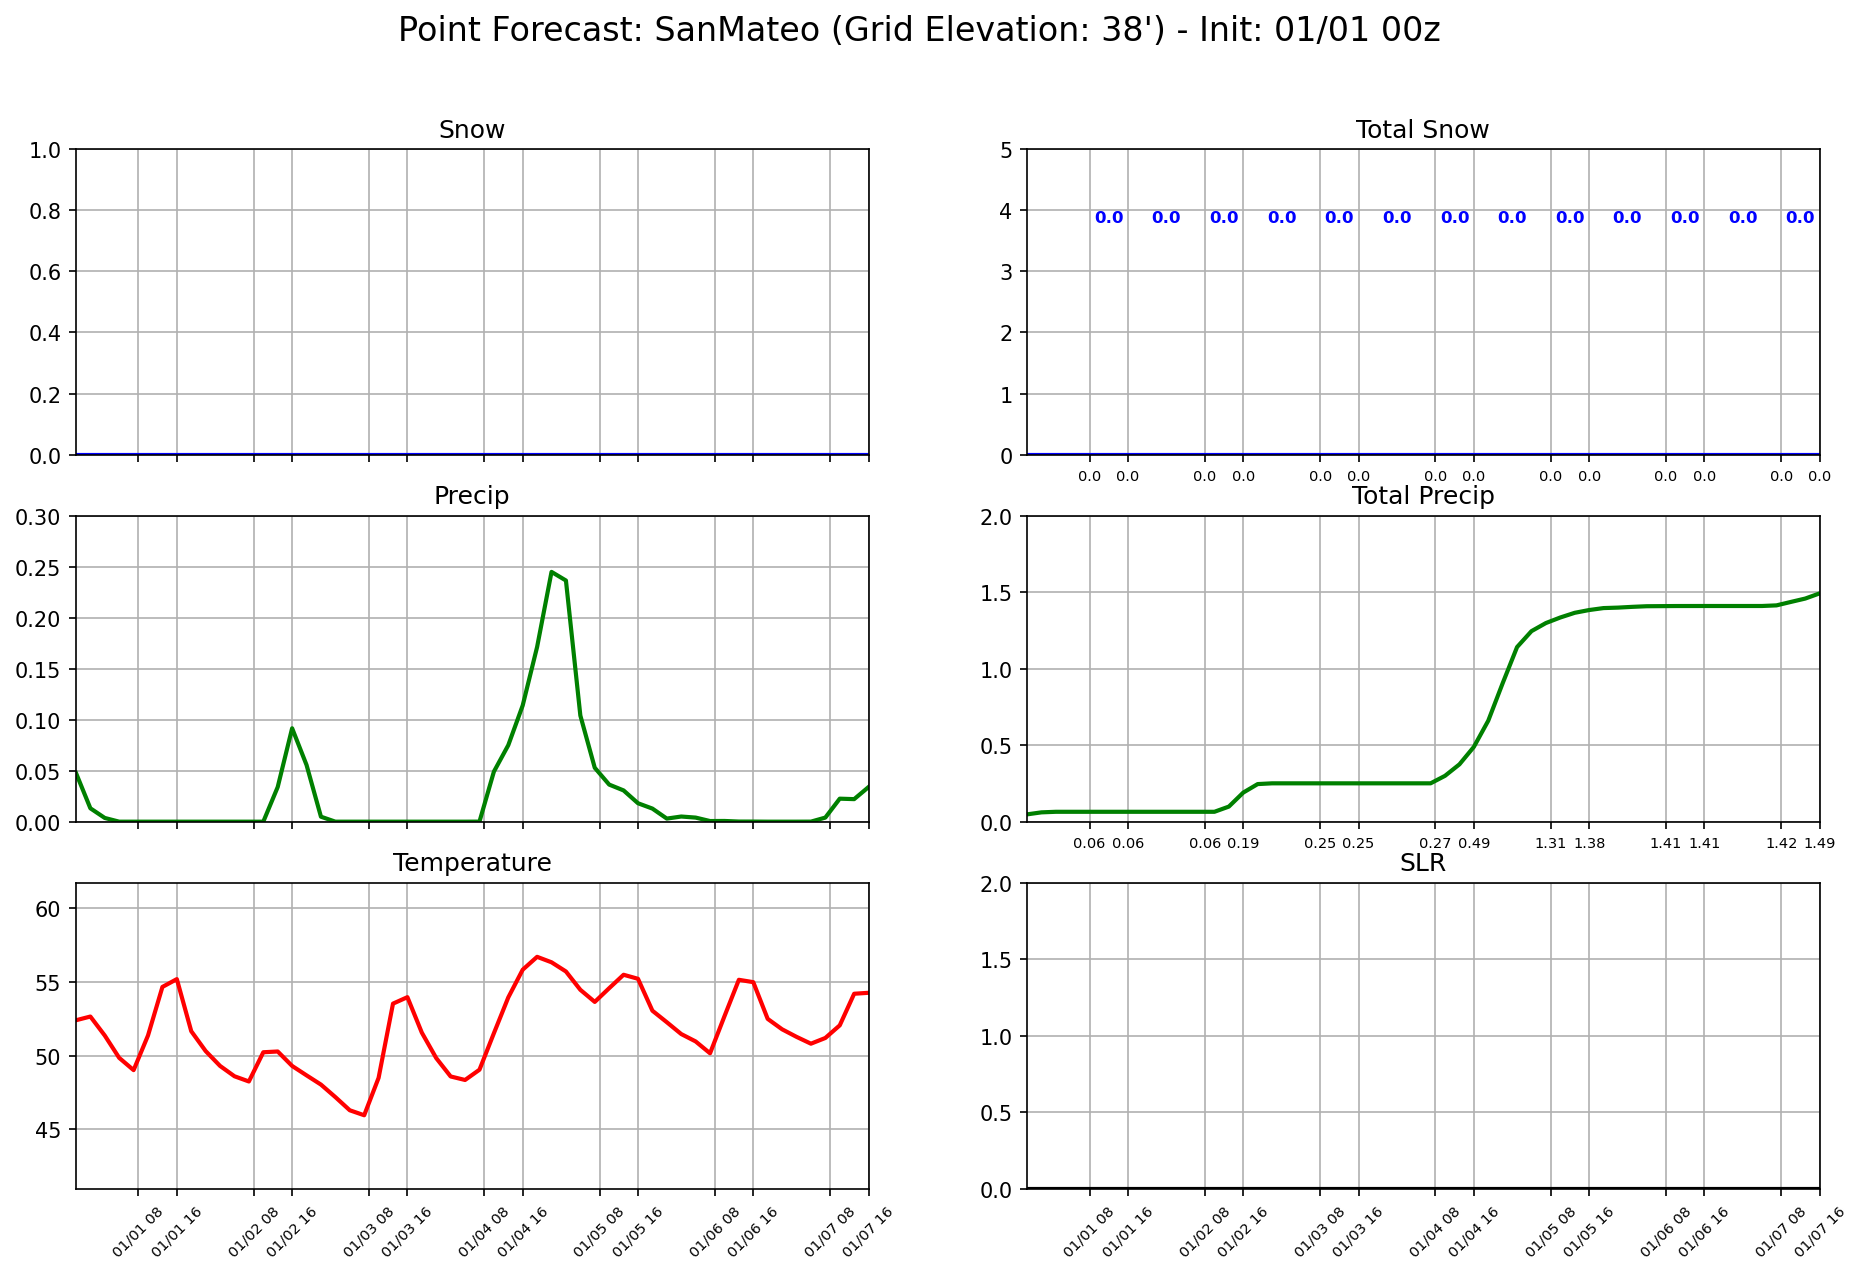 Point Forecast: SanMateo (Grid Elevation: 38') - Init: 01/01 00z
Snow
1.0
0.8
0.6
0.4
0.2
0.0
Total Snow
5
4
3
2
1
0
0.0 0.0 0.0 0.0 0.0 0.0 0.0 0.0 0.0 0.0 0.0 0.0 0.0
0.0 0.0 0.0 0.0 0.0 0.0 0.0 0.0 0.0 0.0 0.0 0.0 0.0 0.0
Precip
0.30
0.25
0.20
0.15
0.10
0.05
0.00
Total Precip
2.0
1.5
1.0
0.5
0.0
0.06 0.06 0.06 0.19 0.25 0.25 0.27 0.49 1.31 1.38 1.41 1.41 1.42 1.49
Temperature
60
55
50
45
01/01 08 01/01 16 01/02 08 01/02 16 01/03 08 01/03 16 01/04 08 01/04 16 01/05 08 01/05 16 01/06 08 01/06 16 01/07 08 01/07 16
SLR
2.0
1.5
1.0
0.5
0.0
01/01 08 01/01 16 01/02 08 01/02 16 01/03 08 01/03 16 01/04 08 01/04 16 01/05 08 01/05 16 01/06 08 01/06 16 01/07 08 01/07 16